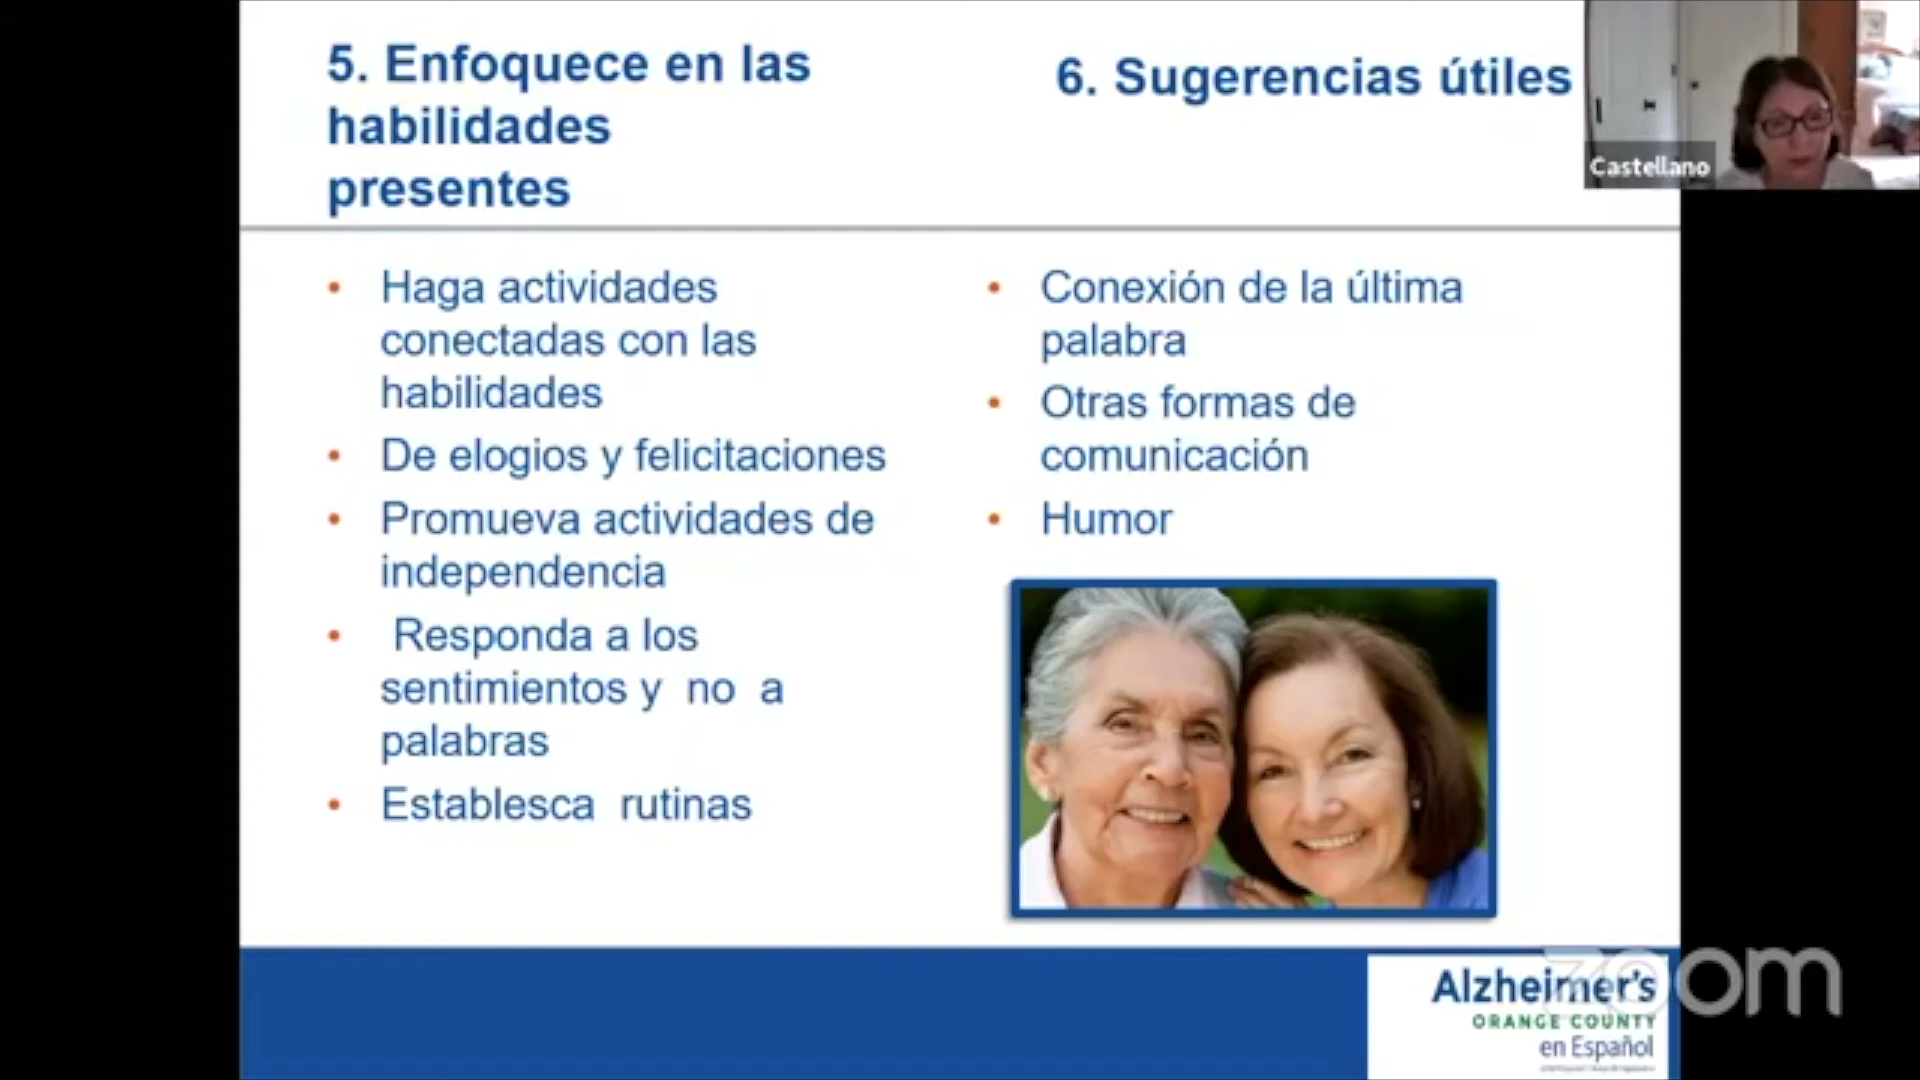 5. Enfoquece en las
habilidades
presentes
6. Sugerencias útiles
Castellano
• Haga actividades
conectadas con las
habilidades
• De elogios y felicitaciones
• Promueva actividades de
independencia
• Responda a los
sentimientos y no a
palabras
• Establesca rutinas
• Conexión de la última
palabra
• Otras formas de
comunicación
• Humor
Alzheimer's
ORANGE COUNTY
en Español
zoom